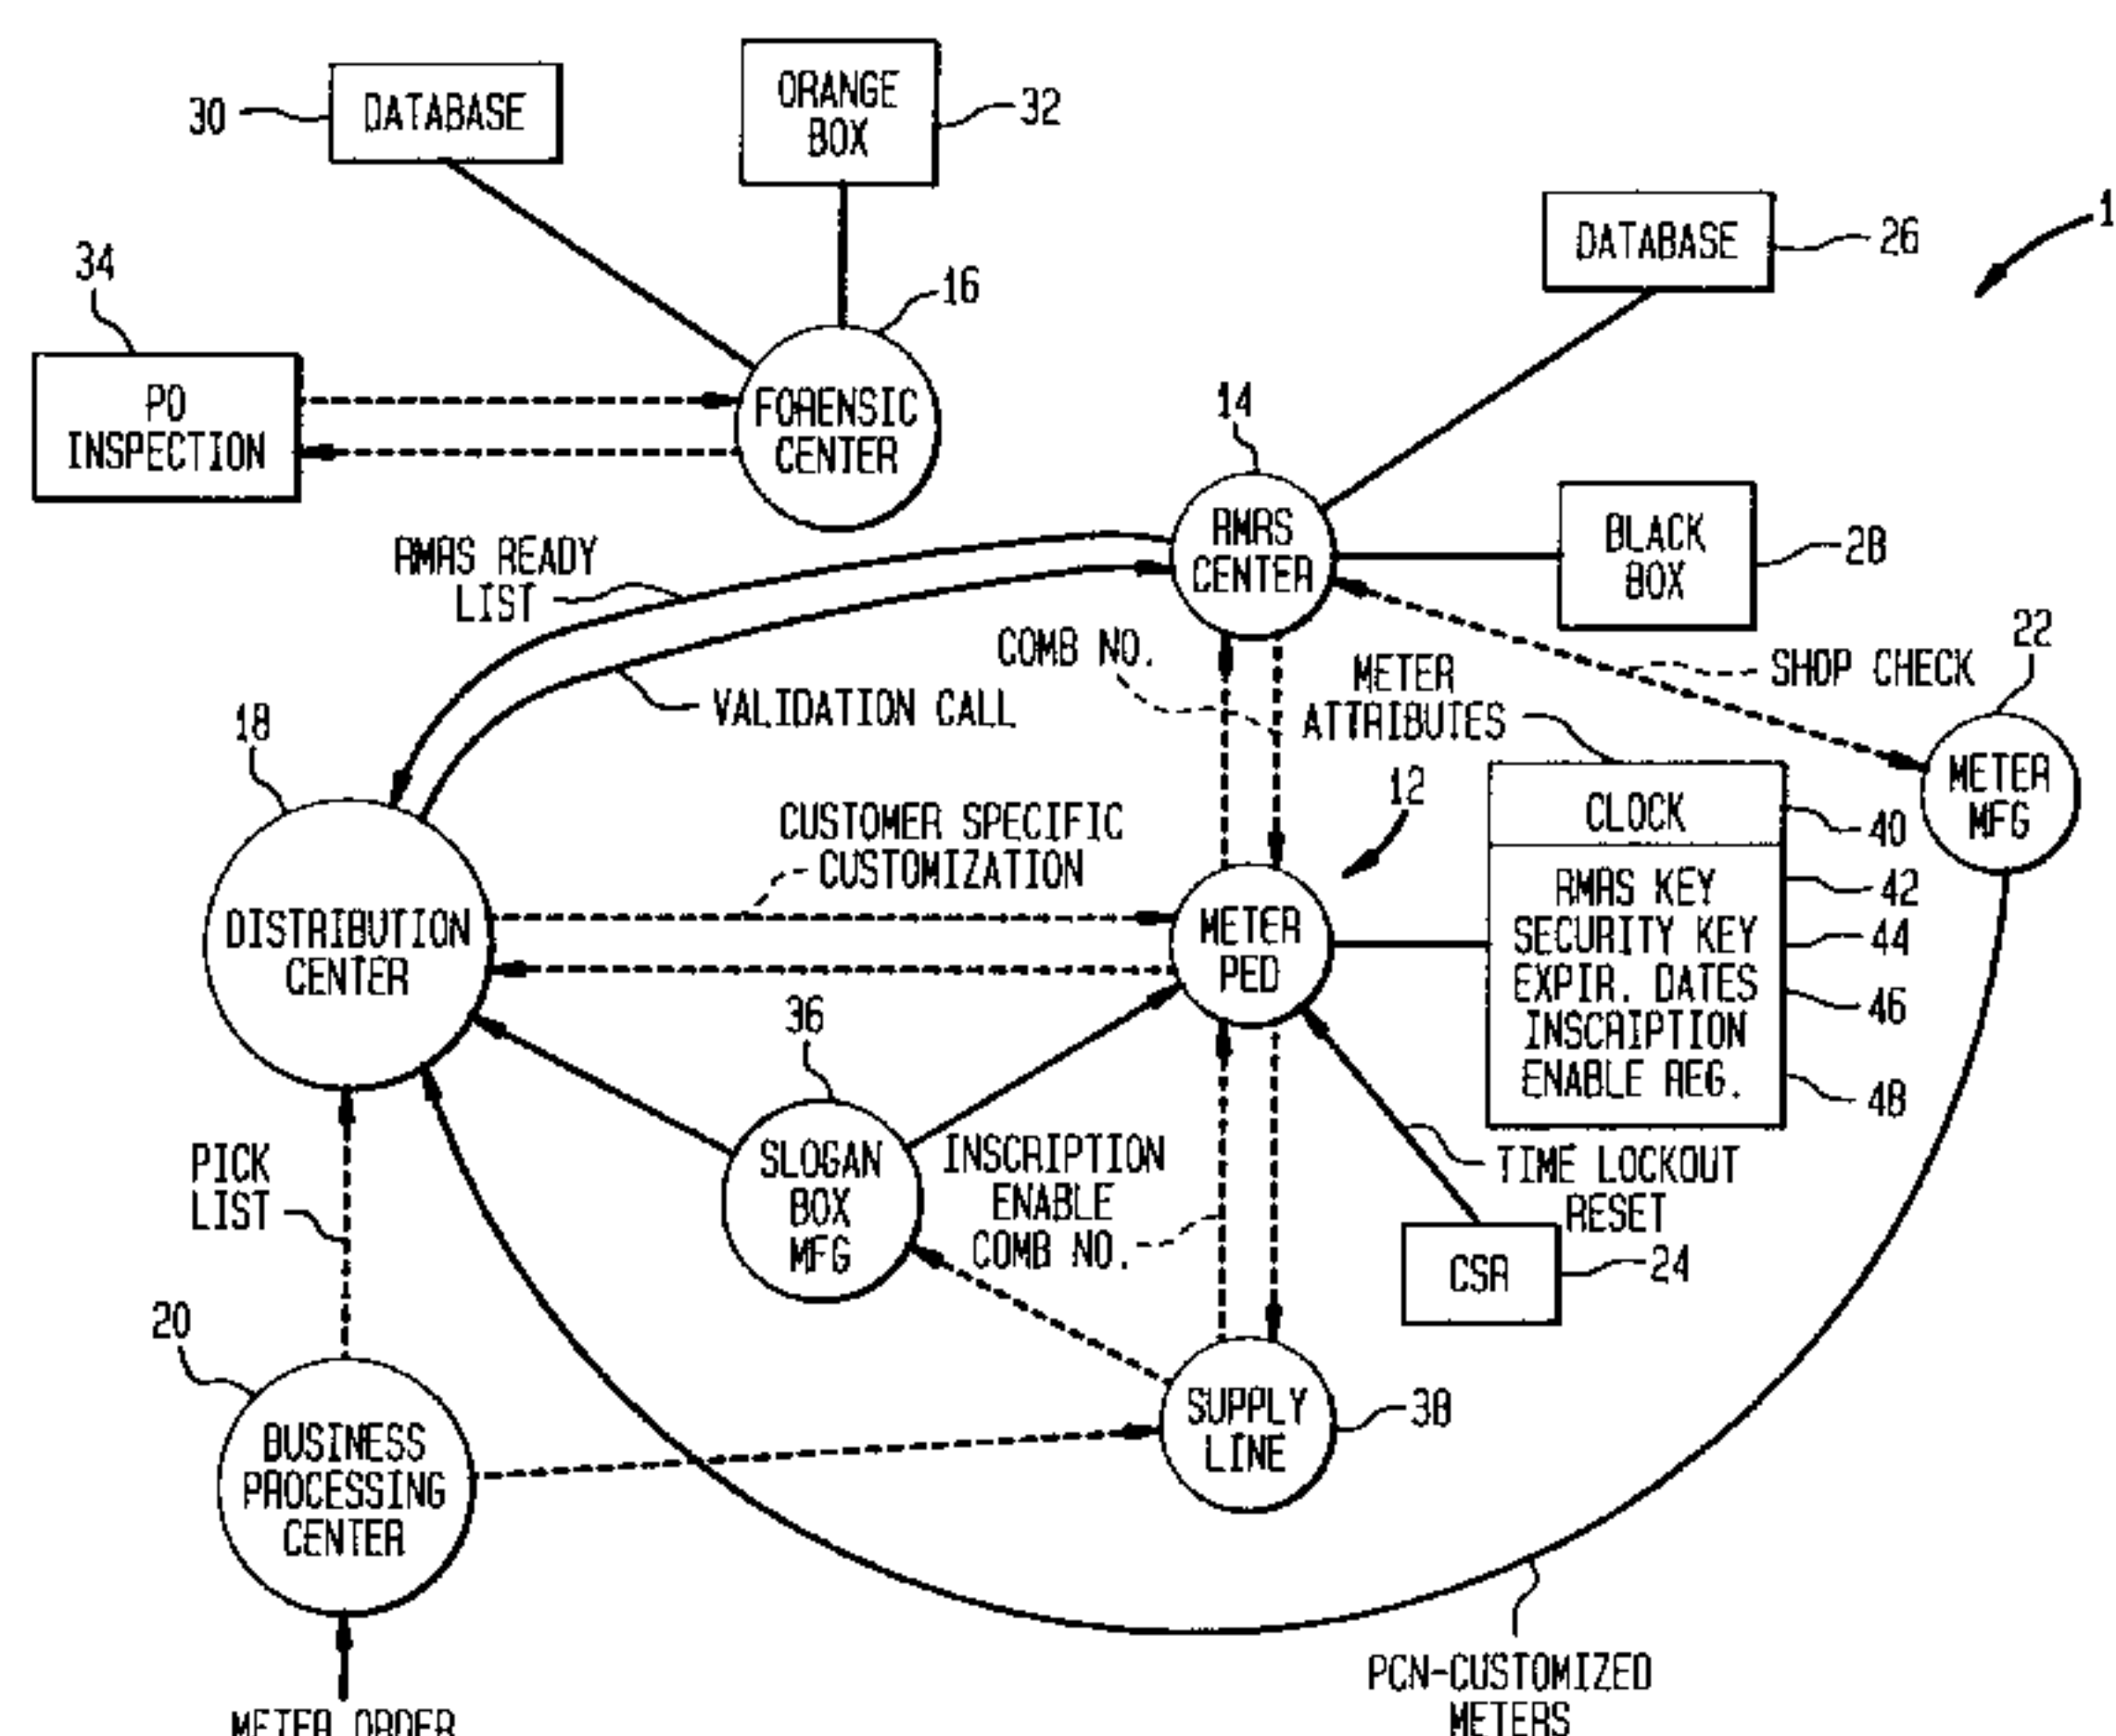 DATABASE
30
ORANGE
BOX
32
DATABASE
26
1
34
16
PO
INSPECTION
FORENSIC
CENTER
14
RMRS
CENTER
BLACK
BOX
28
RMRS READY
LIST
COMB NO.
METER
ATTRIBUTES
SHOP CHECK
22
VALIDATION CALL
18
12
METER
MFG
CLOCK
40
CUSTOMER SPECIFIC
CUSTOMIZATION
RMRS KEY
42
SECURITY KEY
44
EXPIR. DATES
46
INSCRIPTION
ENABLE REG.
48
DISTRIBUTION
CENTER
METER
PED
36
PICK
LIST
SLOGAN
BOX
MFG
INSCRIPTION
ENABLE
COMB NO.
TIME LOCKOUT
RESET
CSR
24
20
SUPPLY
LINE
38
BUSINESS
PROCESSING
CENTER
PCN-CUSTOMIZED
METERS
METER ORDER